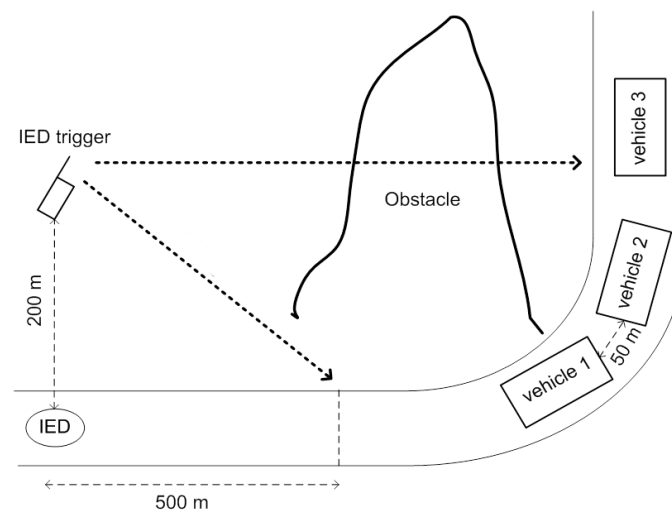 IED trigger
vehicle 3
Obstacle
vehicle 2
200 m
50 m
vehicle 1
IED
500 m